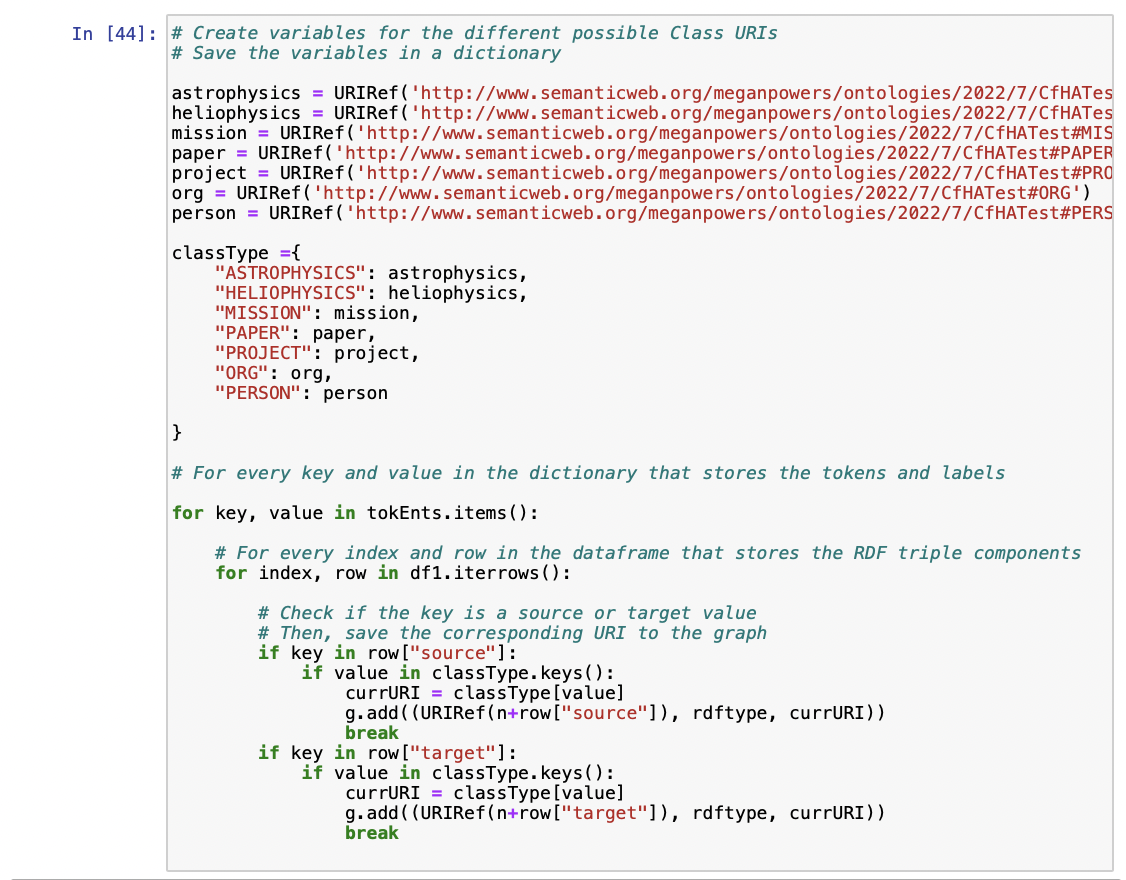 In [44]: # Create variables for the different possible Class URIs
# Save the variables in a dictionary
astrophysics = URIRef('http://www.semanticweb.org/meganpowers/ontologies/2022/7/CfHATes
heliophysics = URIRef('http://www.semanticweb.org/meganpowers/ontologies/2022/7/CfHATes
mission = URIRef('http://www.semanticweb.org/meganpowers/ontologies/2022/7/CfHATest#MIS
paper = URIRef('http://www.semanticweb.org/meganpowers/ontologies/2022/7/CfHATest#PAPER
project = URIRef('http://www.semanticweb.org/meganpowers/ontologies/2022/7/CfHATest#PRO
org = URIRef('http://www.semanticweb.org/meganpowers/ontologies/2022/7/CfHATest#ORG')
person = URIRef('http://www.semanticweb.org/meganpowers/ontologies/2022/7/CfHATest#PERS
classType ={
    "ASTROPHYSICS": astrophysics,
    "HELIOPHYSICS": heliophysics,
    "MISSION": mission,
    "PAPER": paper,
    "PROJECT": project,
    "ORG": org,
    "PERSON": person
}
# For every key and value in the dictionary that stores the tokens and labels
for key, value in tokEnts.items():
    # For every index and row in the dataframe that stores the RDF triple components
    for index, row in df1.iterrows():
        # Check if the key is a source or target value
        # Then, save the corresponding URI to the graph
        if key in row["source"]:
            if value in classType.keys():
                currURI = classType[value]
                g.add((URIRef(n+row["source"]), rdftype, currURI))
                break
        if key in row["target"]:
            if value in classType.keys():
                currURI = classType[value]
                g.add((URIRef(n+row["target"]), rdftype, currURI))
                break